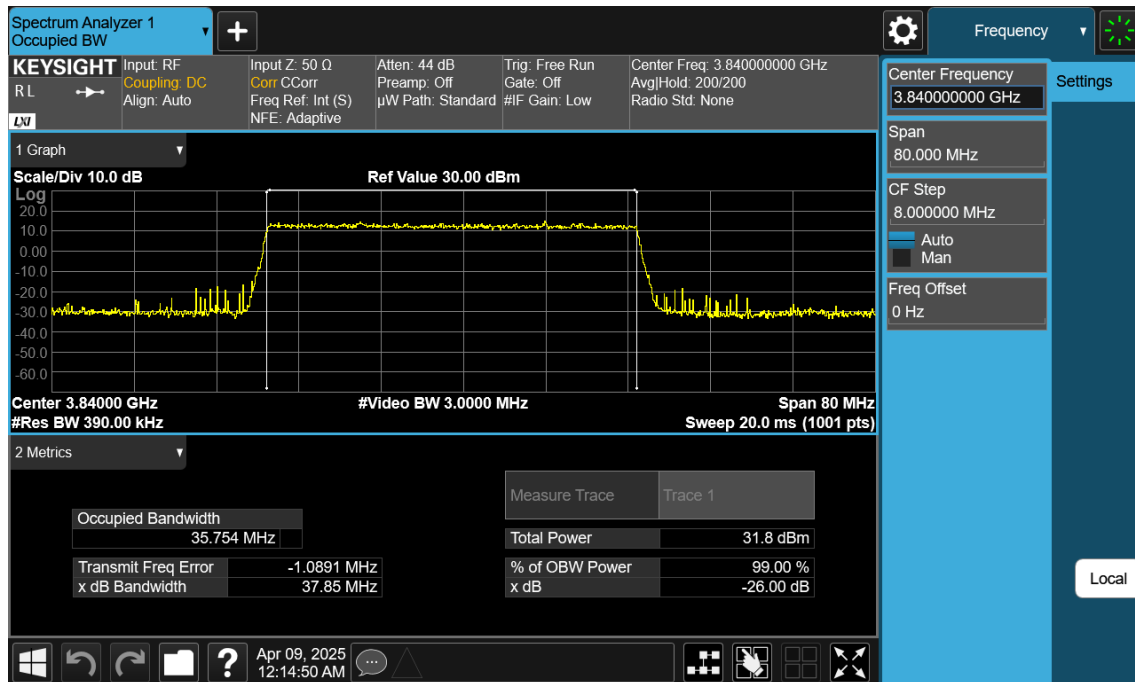 Spectrum Analyzer 1
Occupied BW
+
Frequency
KEYSIGHT
R L
LXI
Input: RF
Coupling: DC
Align: Auto
Input Z: 50 Ω
Corr CCorr
Freq Ref: Int (S)
NFE: Adaptive
Atten: 44 dB
Preamp: Off
µW Path: Standard
Trig: Free Run
Gate: Off
#IF Gain: Low
Center Freq: 3.840000000 GHz
Avg|Hold: 200/200
Radio Std: None
Center Frequency
3.840000000 GHz
Span
80.000 MHz
CF Step
8.000000 MHz
Auto
Man
Freq Offset
0 Hz
Settings
Local
1 Graph
Scale/Div 10.0 dB
Ref Value 30.00 dBm
Log
20.0
10.0
0.00
-10.0
-20.0
-30.0
-40.0
-50.0
-60.0
Center 3.84000 GHz
#Video BW 3.0000 MHz
Span 80 MHz
#Res BW 390.00 kHz
Sweep 20.0 ms (1001 pts)
2 Metrics
Measure Trace Trace 1
Occupied Bandwidth
35.754 MHz
Total Power 31.8 dBm
Transmit Freq Error -1.0891 MHz
% of OBW Power 99.00 %
x dB Bandwidth 37.85 MHz
x dB -26.00 dB
?
Apr 09, 2025
12:14:50 AM